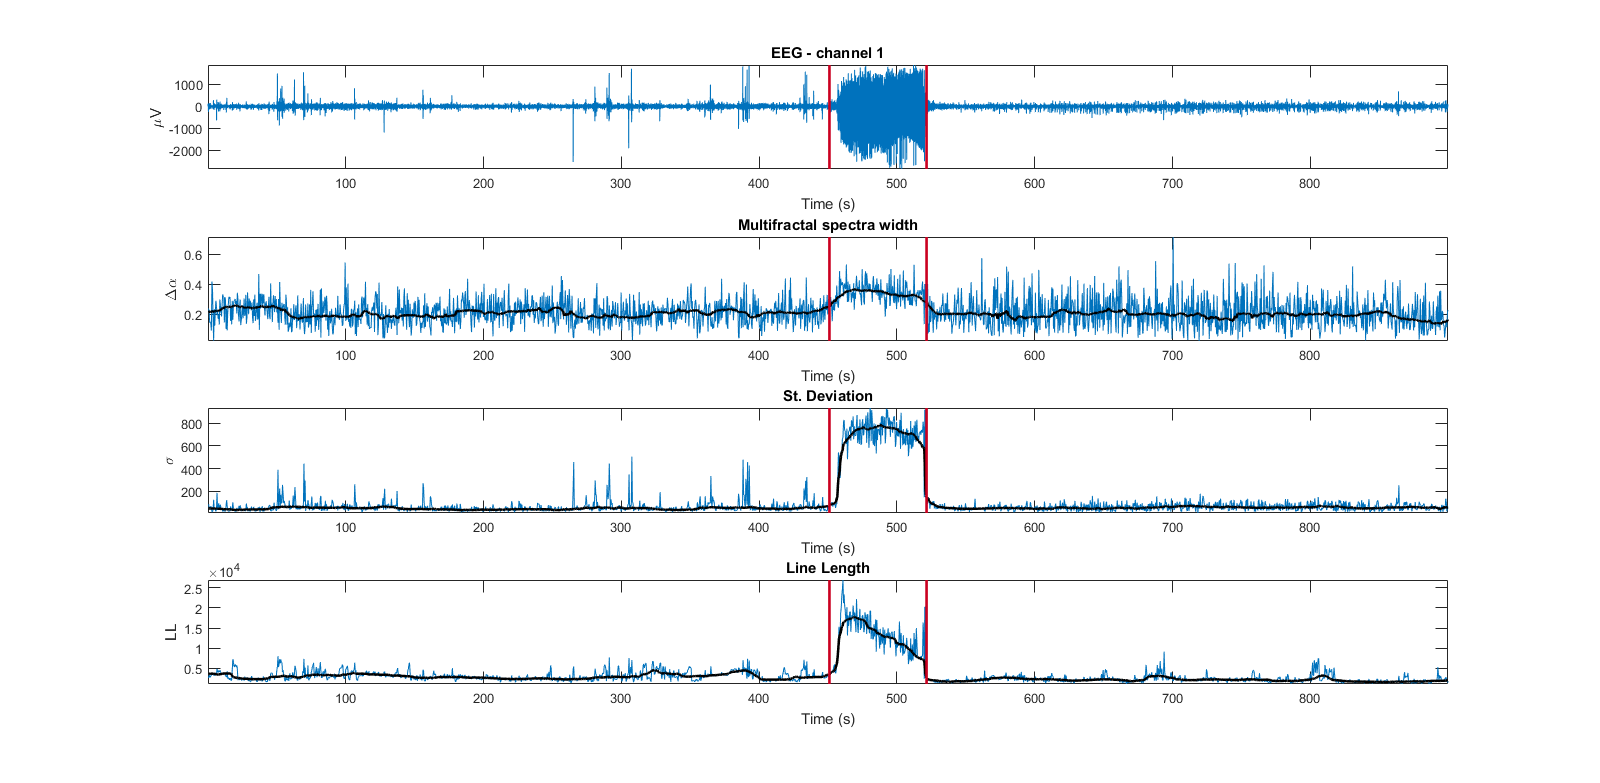 EEG - channel 1
1000
0
-1000
-2000
μV
100 200 300 400 500 600 700 800
Time (s)
Multifractal spectra width
0.6
0.4
0.2
Δα
100 200 300 400 500 600 700 800
Time (s)
St. Deviation
800
600
400
200
σ
100 200 300 400 500 600 700 800
Time (s)
Line Length
×10⁴
2.5
2
1.5
1
0.5
LL
100 200 300 400 500 600 700 800
Time (s)